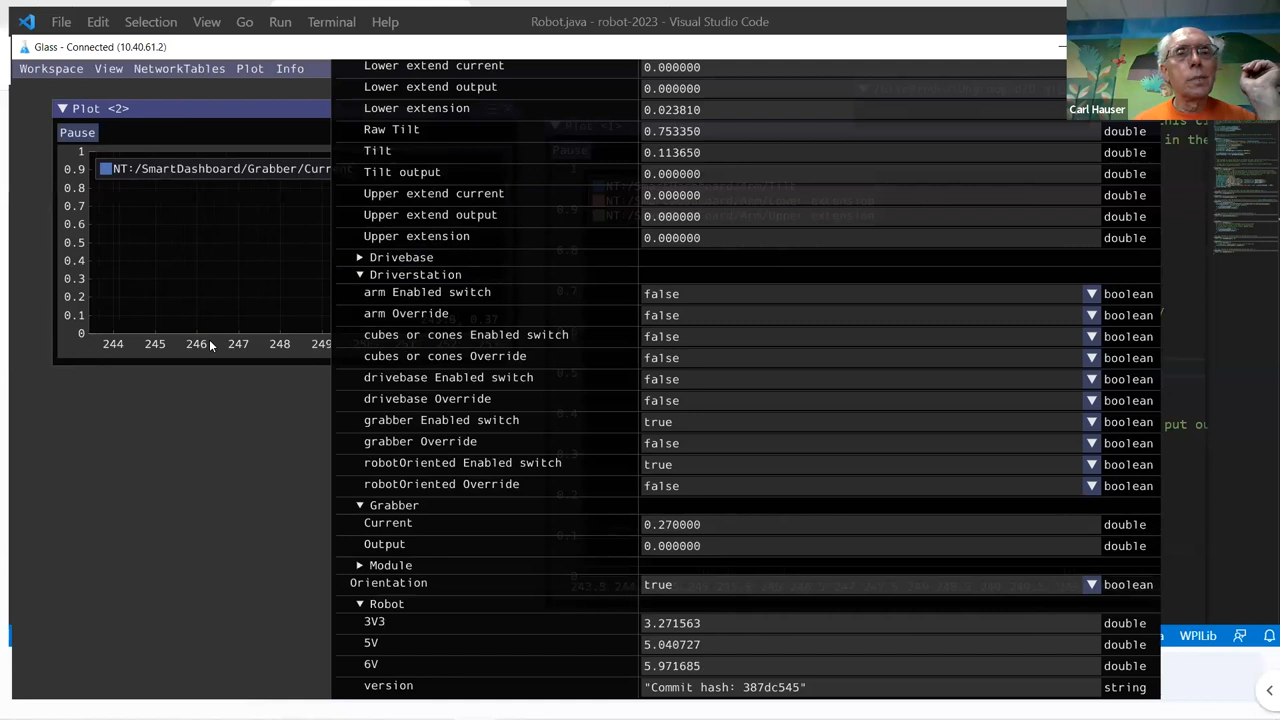 File Edit Selection View Go Run Terminal Help Robot.java - robot-2023 - Visual Studio Code
Glass - Connected (10.40.61.2)
Workspace View NetworkTables Plot Info
Carl Hauser
Lower extend current 0.000000
Lower extend output 0.000000
Lower extension 0.023810
Raw Tilt 0.753350 double
Tilt 0.113650 double
Tilt output 0.000000 double
Upper extend current 0.000000 double
Upper extend output 0.000000 double
Upper extension 0.000000 double
Drivebase
Driverstation
arm Enabled switch false boolean
arm Override false boolean
cubes or cones Enabled switch false boolean
cubes or cones Override false boolean
drivebase Enabled switch false boolean
drivebase Override false boolean
grabber Enabled switch true boolean
grabber Override false boolean
robotOriented Enabled switch true boolean
robotOriented Override false boolean
Grabber
Current 0.270000 double
Output 0.000000 double
Module
Orientation true boolean
Robot
3V3 3.271563 double
5V 5.040727 double
6V 5.971685 double
version "Commit hash: 387dc545" string
Plot <2>
Pause
1
0.9
0.8
0.7
0.6
0.5
0.4
0.3
0.2
0.1
0
NT:/SmartDashboard/Grabber/Curr
244 245 246 247 248 249
Plot <1>
Pause
in the
put ou
WPILib